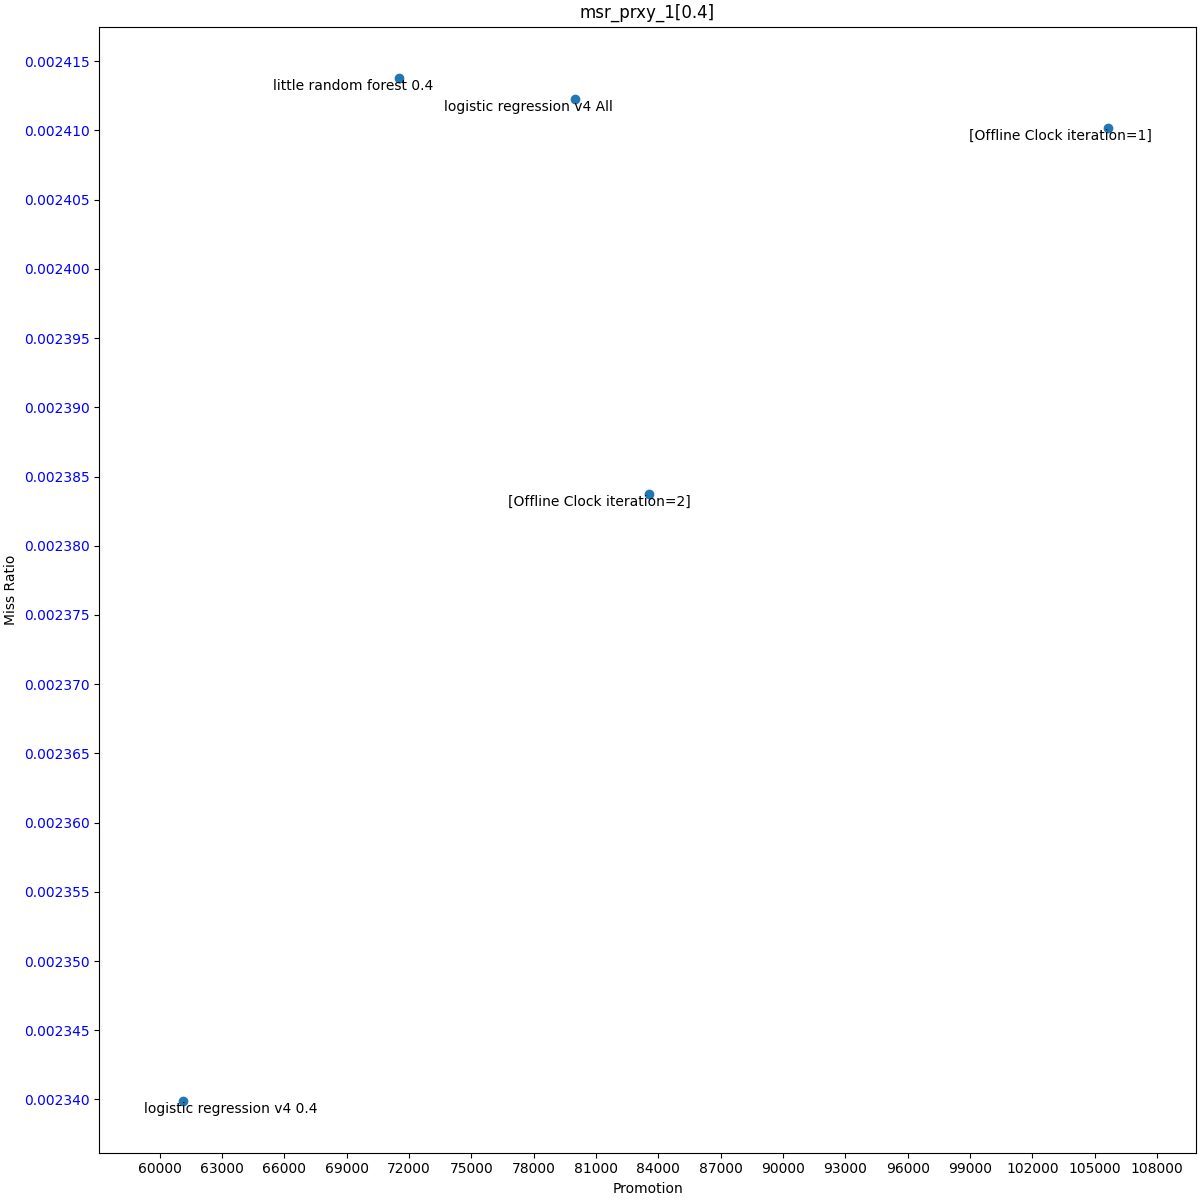 msr_prxy_1[0.4]
0.002415
little random forest 0.4
logistic regression v4 All
0.002410
[Offline Clock iteration=1]
0.002405
0.002400
0.002395
0.002390
0.002385
[Offline Clock iteration=2]
0.002380
Miss Ratio
0.002375
0.002370
0.002365
0.002360
0.002355
0.002350
0.002345
0.002340
logistic regression v4 0.4
60000 63000 66000 69000 72000 75000 78000 81000 84000 87000 90000 93000 96000 99000 102000 105000 108000
Promotion